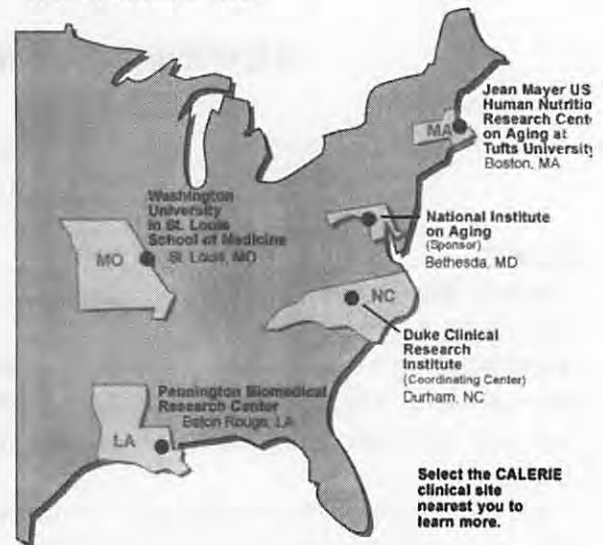 Jean Mayer US
Human Nutritio
Research Cent
on Aging at
Tufts University
Boston, MA
MA
Washington
University
in St. Louis
School of Medicine
St. Louis, MO
MO
National Institute
on Aging
(Sponsor)
Bethesda, MD
NC
Duke Clinical
Research
Institute
(Coordinating Center)
Durham, NC
Pennington Biomedical
Research Center
Baton Rouge, LA
LA
Select the CALERIE
clinical site
nearest you to
learn more.